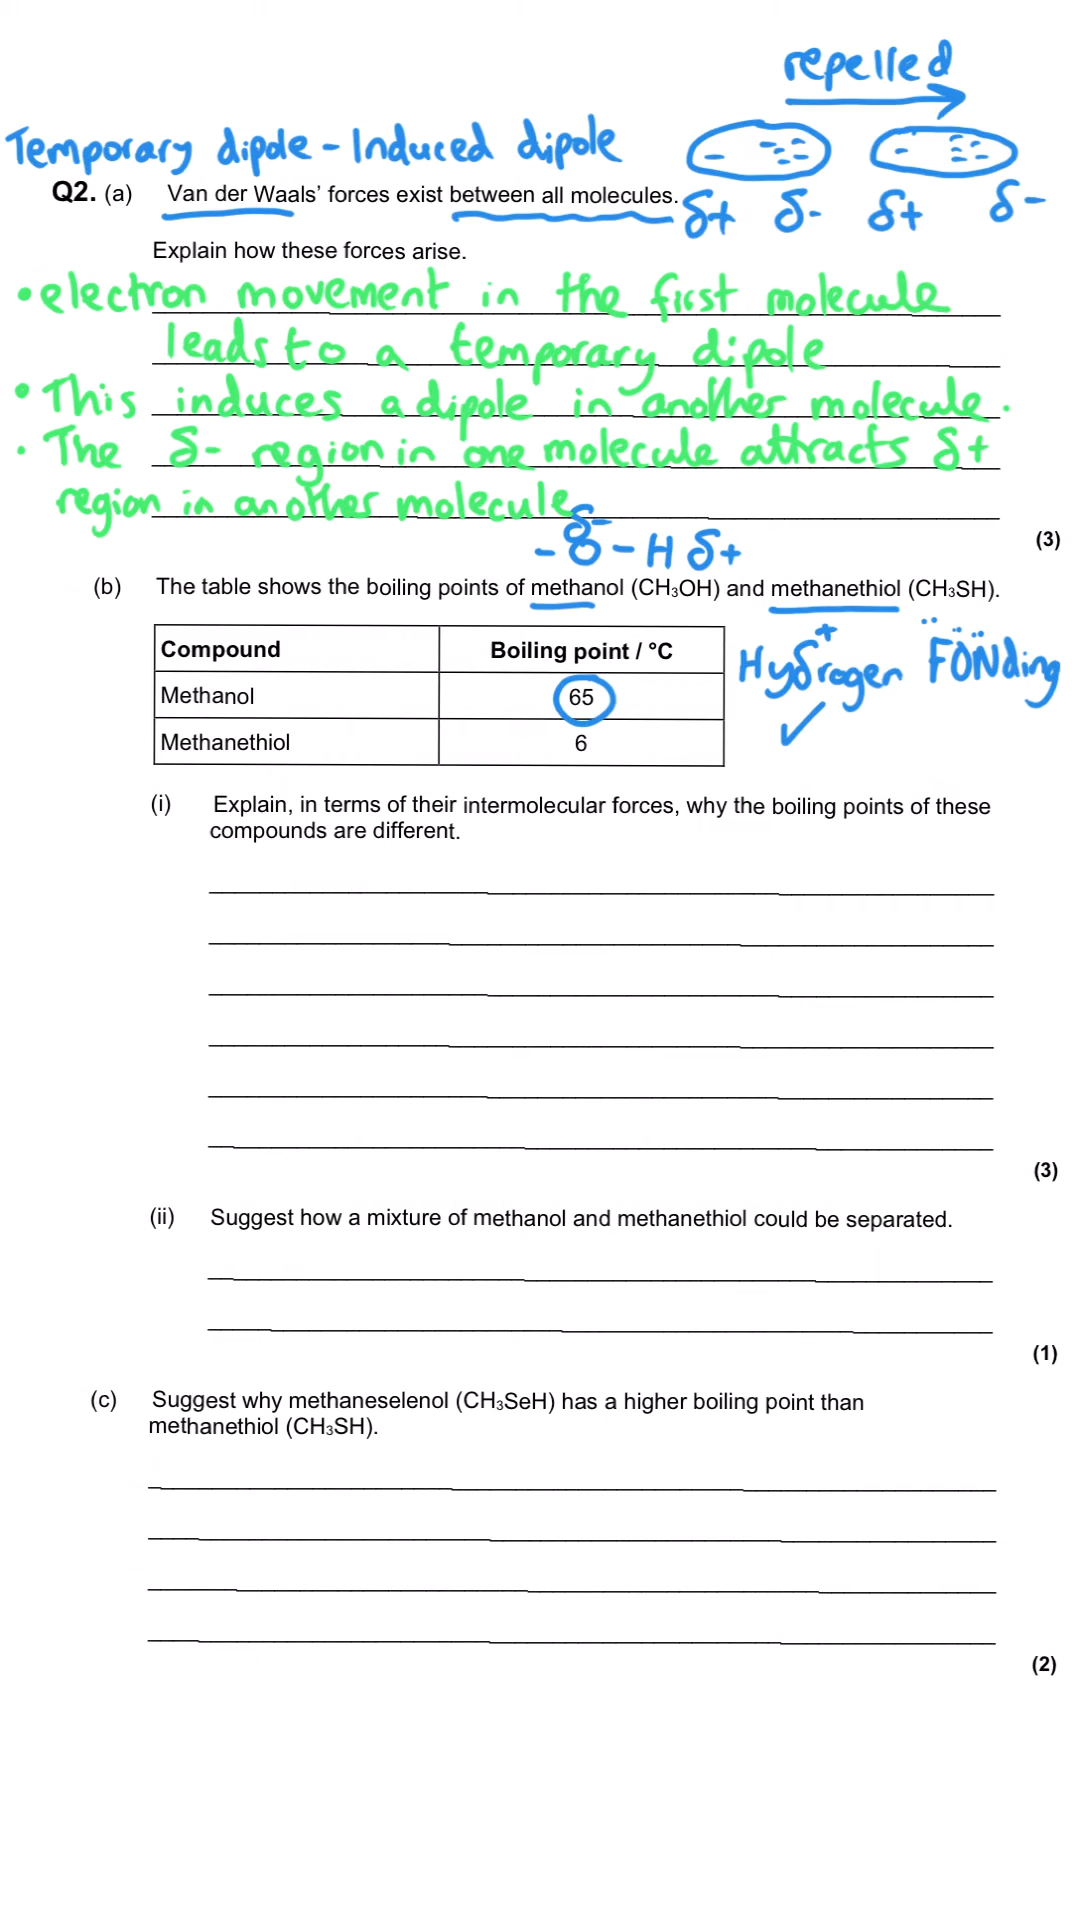 repelled
Temporary dipole - Induced dipole
- -
δ+ δ- δ+ δ-
Q2. (a) Van der Waals' forces exist between all molecules.
Explain how these forces arise.
• electron movement in the first molecule
leads to a temporary dipole
• This induces a dipole in another molecule.
• The δ- region in one molecule attracts δ+
region in another molecule
(3)
δ-
- Ö - H δ+
(b) The table shows the boiling points of methanol (CH₃OH) and methanethiol (CH₃SH).
Compound Boiling point / °C
Methanol 65
Methanethiol 6
Hyδ+rogen FONding
✓
(i) Explain, in terms of their intermolecular forces, why the boiling points of these
compounds are different.
(3)
(ii) Suggest how a mixture of methanol and methanethiol could be separated.
(1)
(c) Suggest why methaneselenol (CH₃SeH) has a higher boiling point than
methanethiol (CH₃SH).
(2)